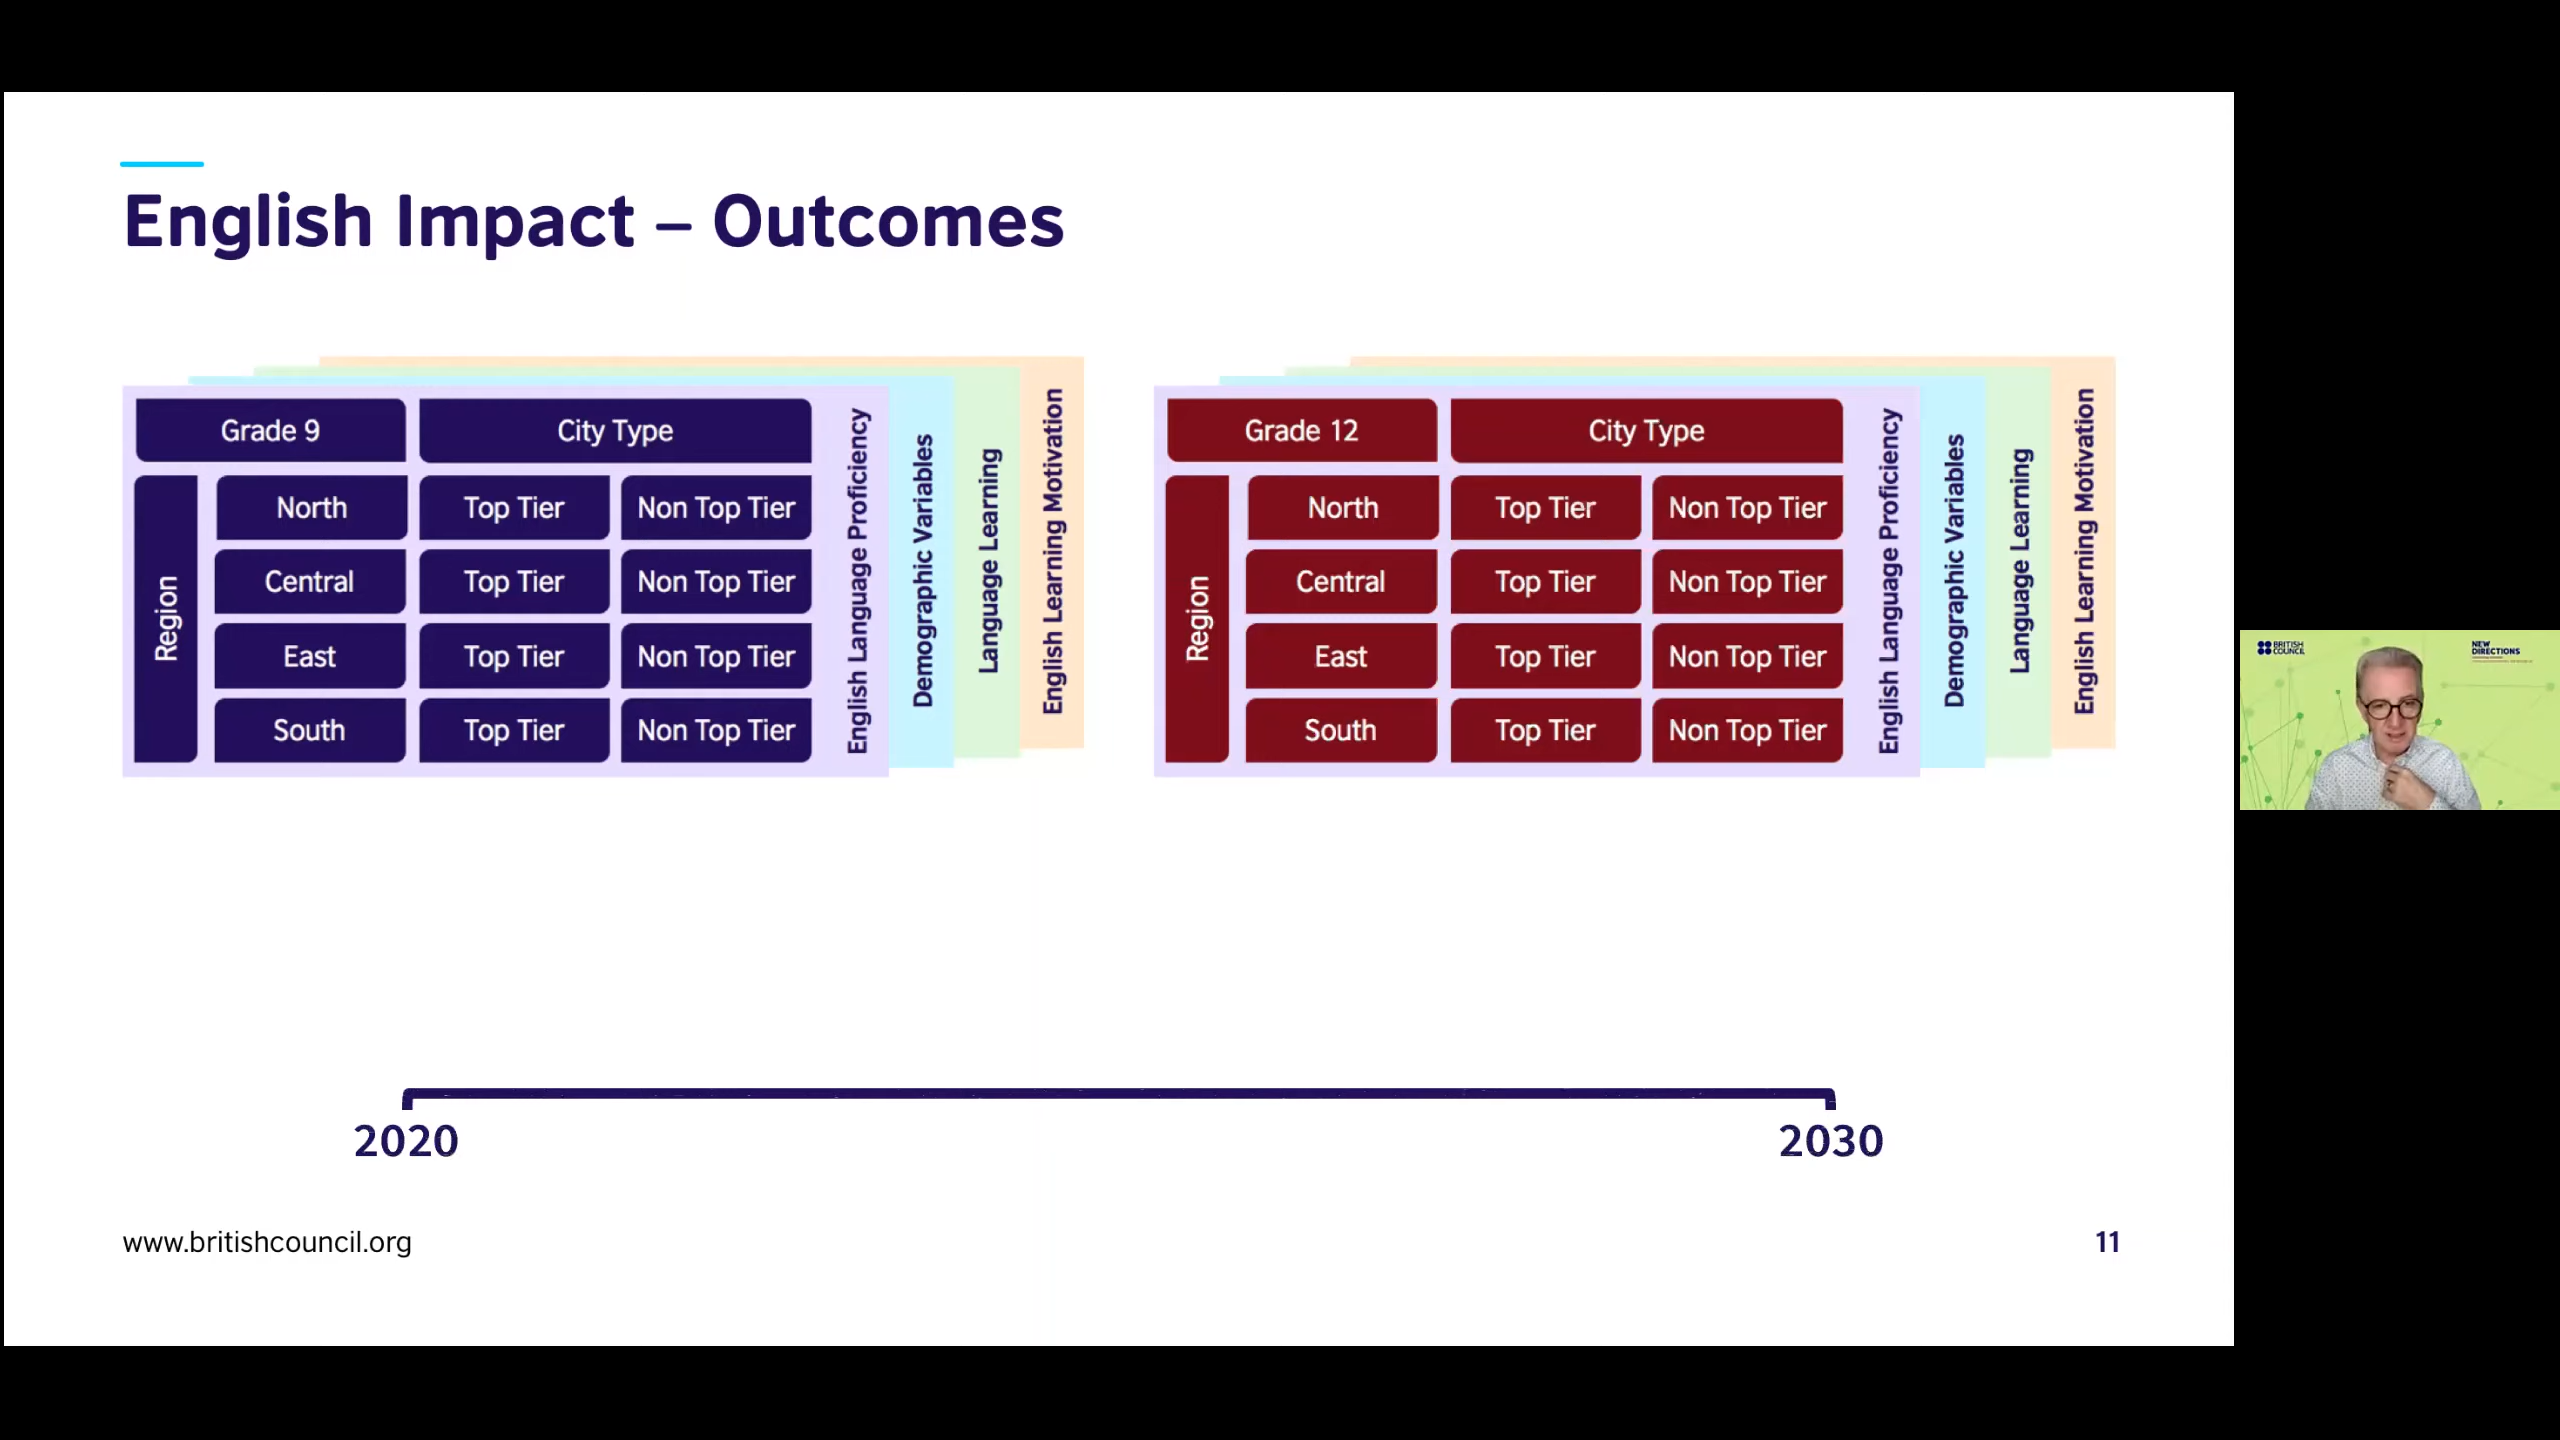 English Impact – Outcomes
Grade 9
City Type
Region
North
Top Tier
Non Top Tier
Central
Top Tier
Non Top Tier
East
Top Tier
Non Top Tier
South
Top Tier
Non Top Tier
English Language Proficiency
Demographic Variables
Language Learning
English Learning Motivation
Grade 12
City Type
Region
North
Top Tier
Non Top Tier
Central
Top Tier
Non Top Tier
East
Top Tier
Non Top Tier
South
Top Tier
Non Top Tier
English Language Proficiency
Demographic Variables
Language Learning
English Learning Motivation
BRITISH
COUNCIL
NEW
DIRECTIONS
2020
2030
www.britishcouncil.org
11